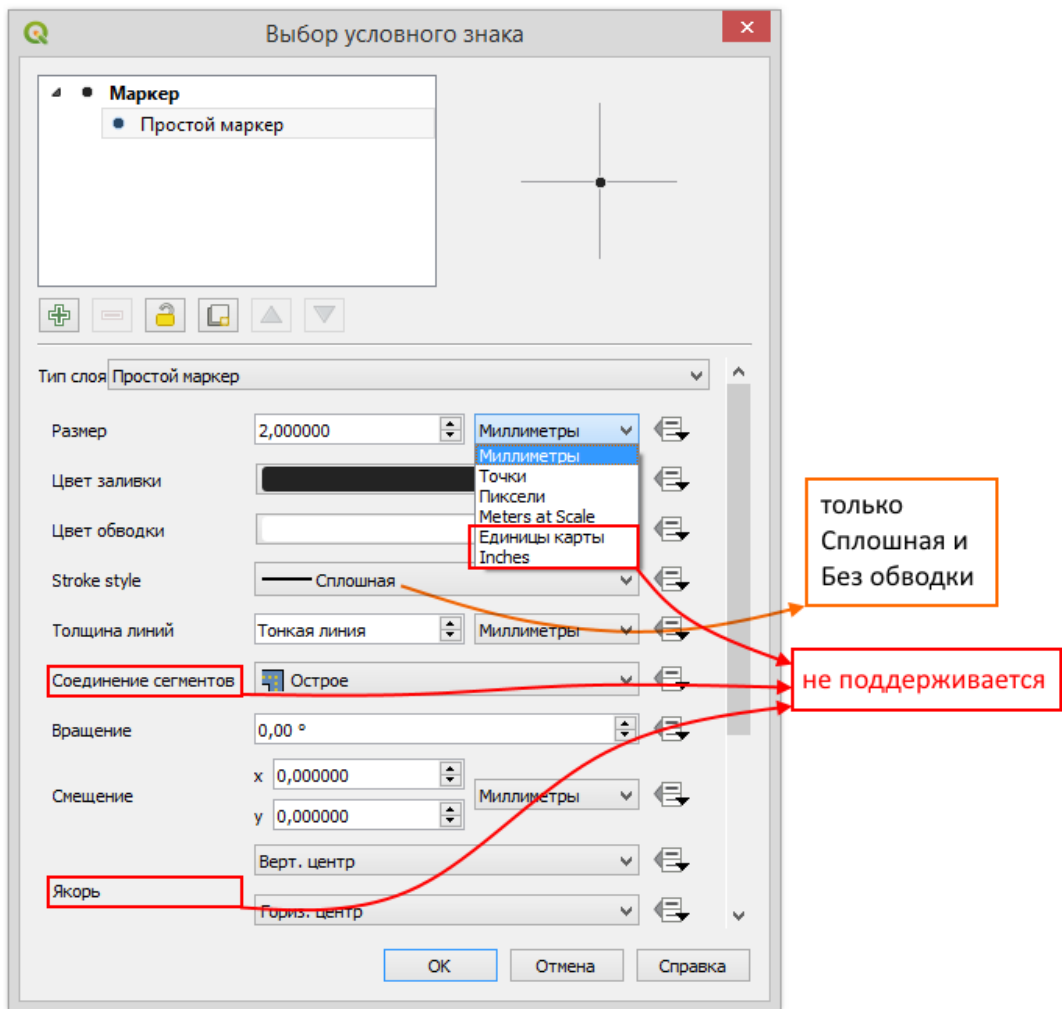 Выбор условного знака
Маркер
Простой маркер
Тип слоя Простой маркер
Размер 2,000000 Миллиметры
Миллиметры
Точки
Пиксели
Meters at Scale
Единицы карты
Inches
Цвет заливки
Цвет обводки
Stroke style Сплошная
Толщина линий Тонкая линия Миллиметры
Соединение сегментов Острое
Вращение 0,00 °
Смещение x 0,000000 Миллиметры
y 0,000000
Якорь Верт. центр
Гориз. центр
OK Отмена Справка
только
Сплошная и
Без обводки
не поддерживается